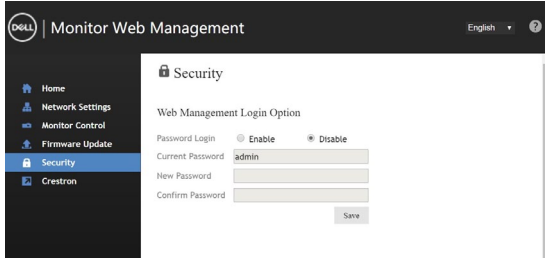 DELL | Monitor Web Management
English
?
Home
Network Settings
Monitor Control
Firmware Update
Security
Crestron
Security
Web Management Login Option
Password Login Enable Disable
Current Password admin
New Password
Confirm Password
Save